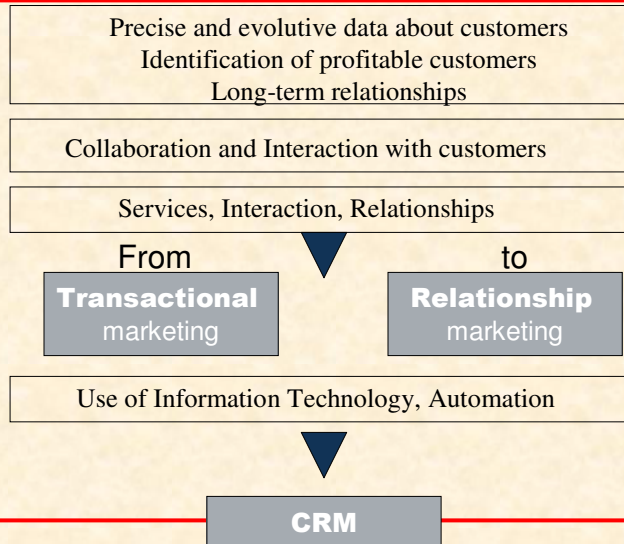 Precise and evolutive data about customers
Identification of profitable customers
Long-term relationships
Collaboration and Interaction with customers
Services, Interaction, Relationships
From
to
Transactional
marketing
Relationship
marketing
Use of Information Technology, Automation
CRM